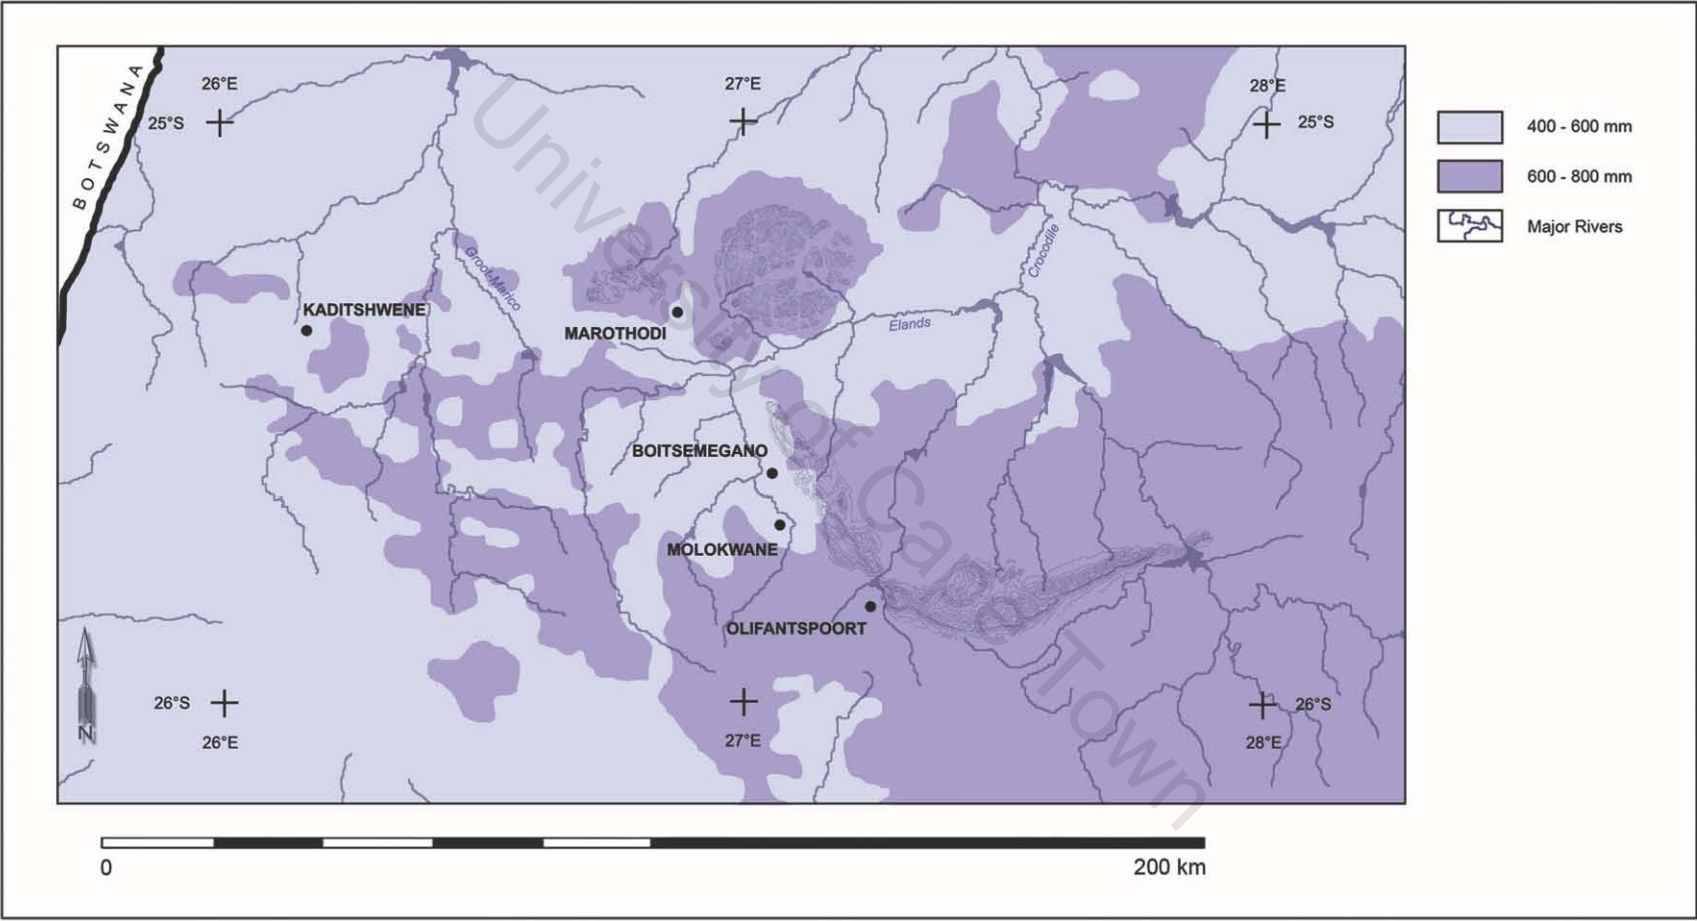 BOTSWANA
26°E
27°E
28°E
25°S
25°S
400 - 600 mm
600 - 800 mm
Major Rivers
Groot-Marico
Crocodile
Elands
KADITSHWENE
MAROTHODI
BOITSEMEGANO
MOLOKWANE
OLIFANTSPOORT
26°S
26°S
26°E
27°E
28°E
N
0
200 km
University of Cape Town